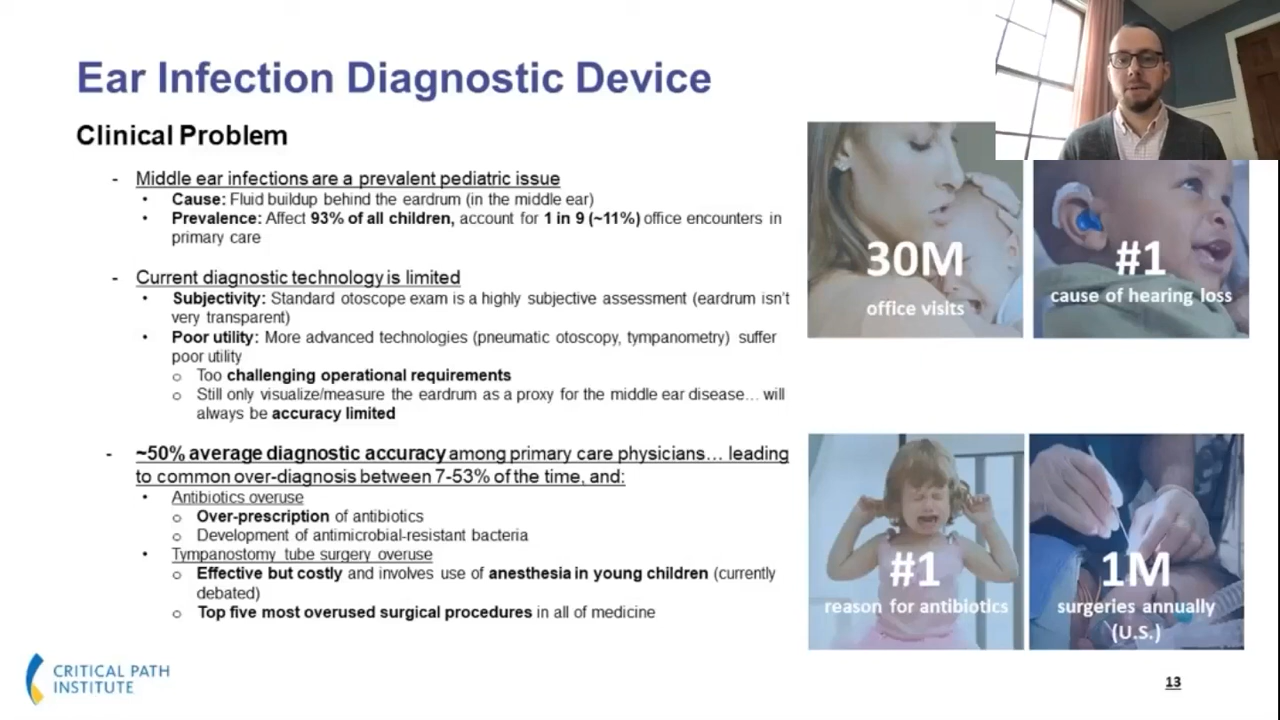 Ear Infection Diagnostic Device
Clinical Problem
- Middle ear infections are a prevalent pediatric issue
• Cause: Fluid buildup behind the eardrum (in the middle ear)
• Prevalence: Affect 93% of all children, account for 1 in 9 (~11%) office encounters in
primary care
- Current diagnostic technology is limited
• Subjectivity: Standard otoscope exam is a highly subjective assessment (eardrum isn't
very transparent)
• Poor utility: More advanced technologies (pneumatic otoscopy, tympanometry) suffer
poor utility
o Too challenging operational requirements
o Still only visualize/measure the eardrum as a proxy for the middle ear disease… will
always be accuracy limited
- ~50% average diagnostic accuracy among primary care physicians… leading
to common over-diagnosis between 7-53% of the time, and:
• Antibiotics overuse
o Over-prescription of antibiotics
o Development of antimicrobial-resistant bacteria
• Tympanostomy tube surgery overuse
o Effective but costly and involves use of anesthesia in young children (currently
debated)
o Top five most overused surgical procedures in all of medicine
30M
office visits
#1
cause of hearing loss
#1
reason for antibiotics
1M
surgeries annually
(U.S.)
CRITICAL PATH
INSTITUTE
13